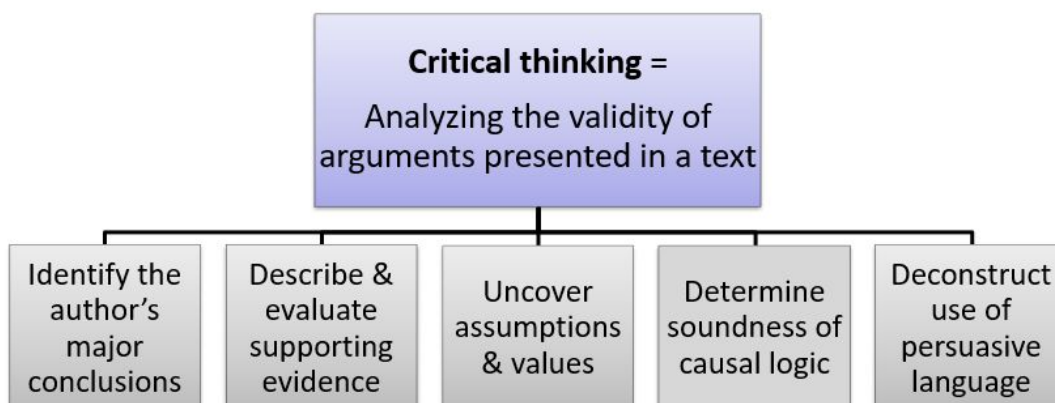 Critical thinking =
Analyzing the validity of
arguments presented in a text
Identify the
author’s
major
conclusions
Describe &
evaluate
supporting
evidence
Uncover
assumptions
& values
Determine
soundness of
causal logic
Deconstruct
use of
persuasive
language